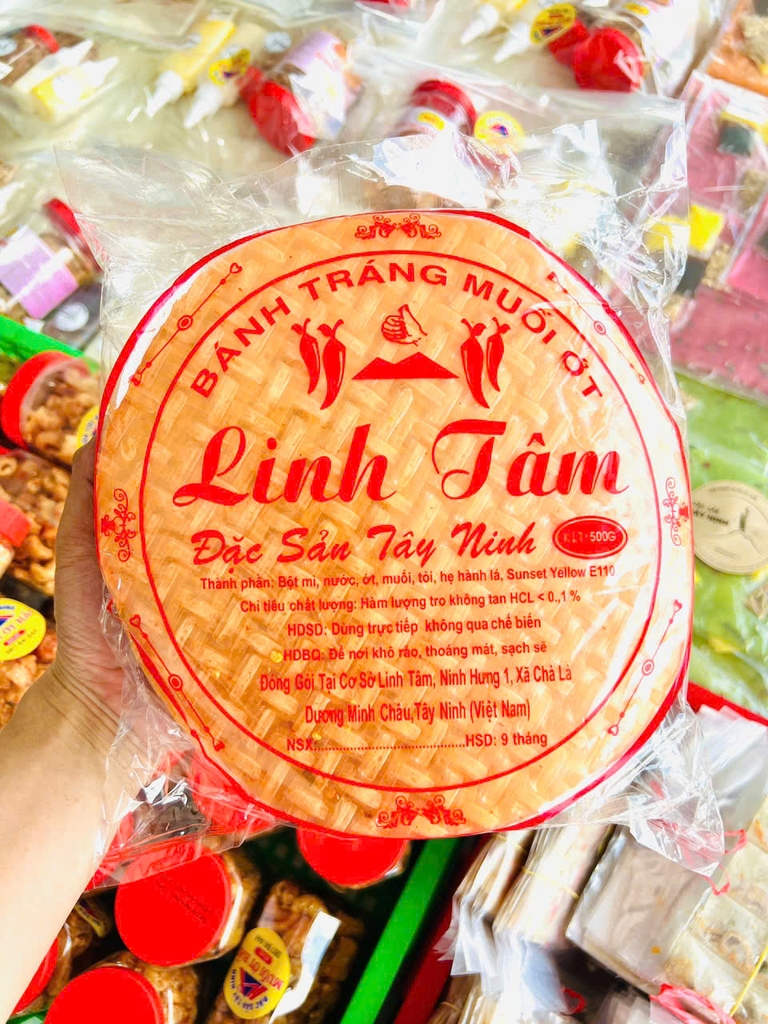 BÁNH TRÁNG MUỐI ỚT
Linh Tâm
Đặc Sản Tây Ninh
500G
Thành phần: Bột mì, nước, ớt, muối, tỏi, hẹ hành lá, Sunset Yellow E110
Chỉ tiêu chất lượng: Hàm lượng tro không tan HCL < 0.,1 %
HDSD: Dùng trực tiếp không qua chế biến
HDBQ: Để nơi khô ráo, thoáng mát, sạch sẽ
Đóng Gói Tại Cơ Sở Linh Tâm, Ninh Hưng 1, Xã Chà Là
Dương Minh Châu,Tây Ninh (Việt Nam)
NSX..........................................HSD: 9 tháng